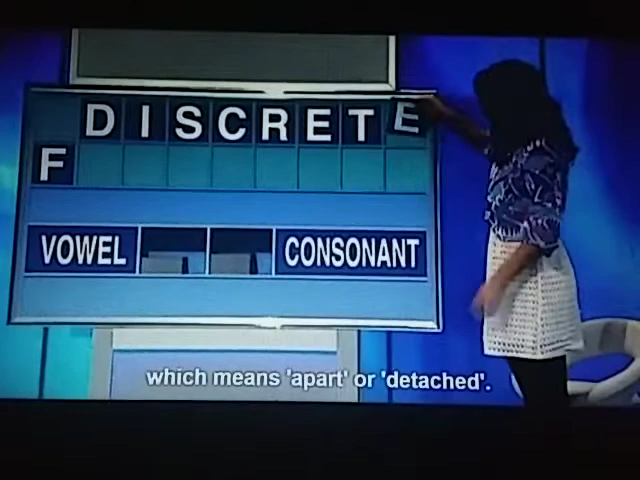 DISCRETE
F
VOWEL CONSONANT
which means 'apart' or 'detached'.